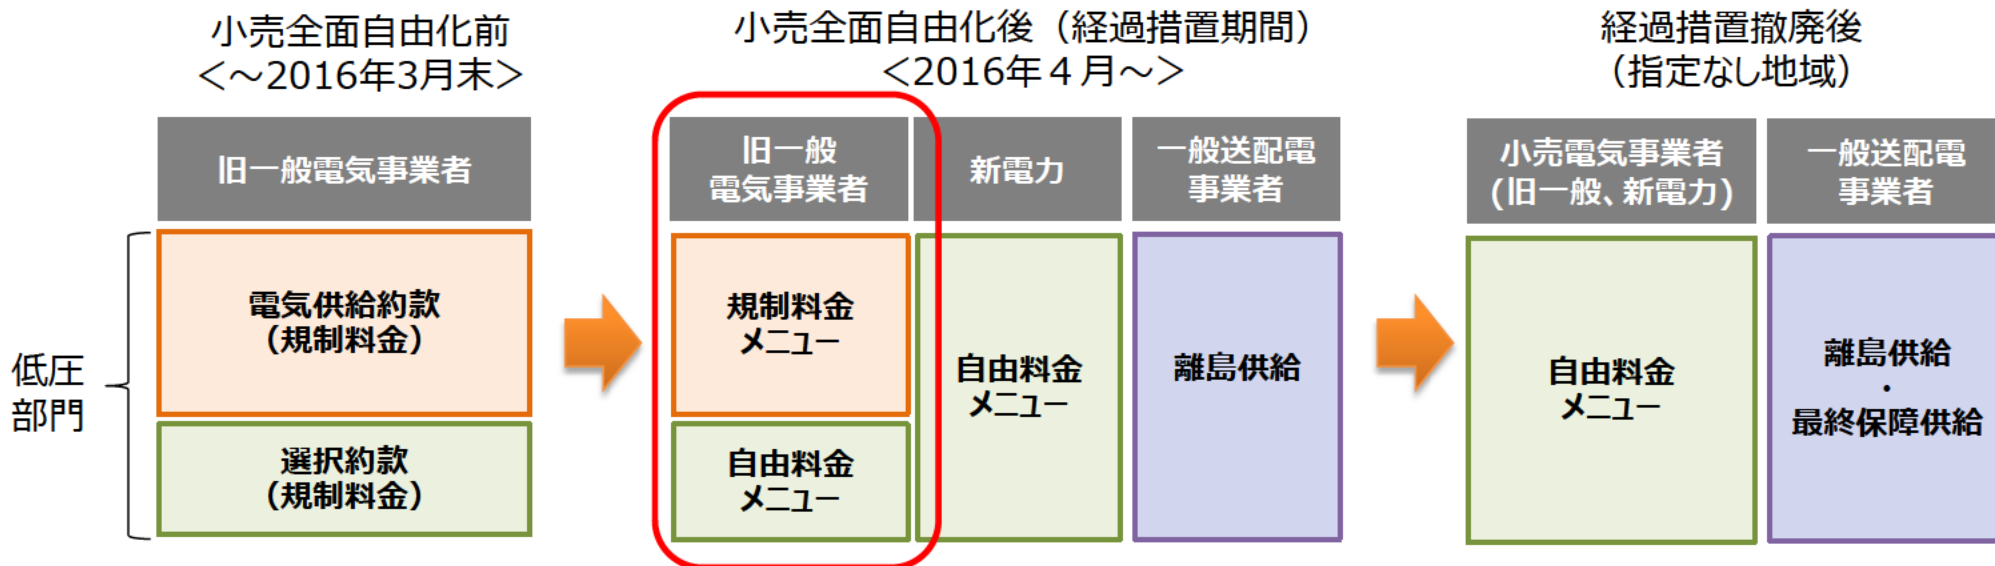 小売全面自由化前
＜～2016年3月末＞
小売全面自由化後（経過措置期間）
＜2016年４月～＞
経過措置撤廃後
（指定なし地域）
旧一般電気事業者
旧一般
電気事業者
新電力
一般送配電
事業者
小売電気事業者
(旧一般、新電力)
一般送配電
事業者
低圧
部門
電気供給約款
（規制料金）
選択約款
（規制料金）
規制料金
メニュー
自由料金
メニュー
自由料金
メニュー
離島供給
自由料金
メニュー
離島供給
・
最終保障供給